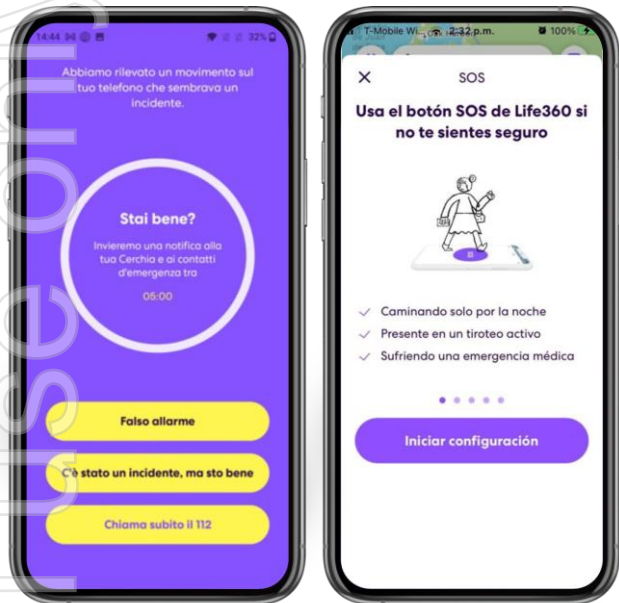 14:44
32%
Abbiamo rilevato un movimento sul
tuo telefono che sembrava un
incidente.
Stai bene?
Invieremo una notifica alla
tua Cerchia e ai contatti
d'emergenza tra
05:00
Falso allarme
C'è stato un incidente, ma sto bene
Chiama subito il 112
T-Mobile Wi... 2:32 p.m. 100%
SOS
Usa el botón SOS de Life360 si
no te sientes seguro
Caminando solo por la noche
Presente en un tiroteo activo
Sufriendo una emergencia médica
Iniciar configuración
use only